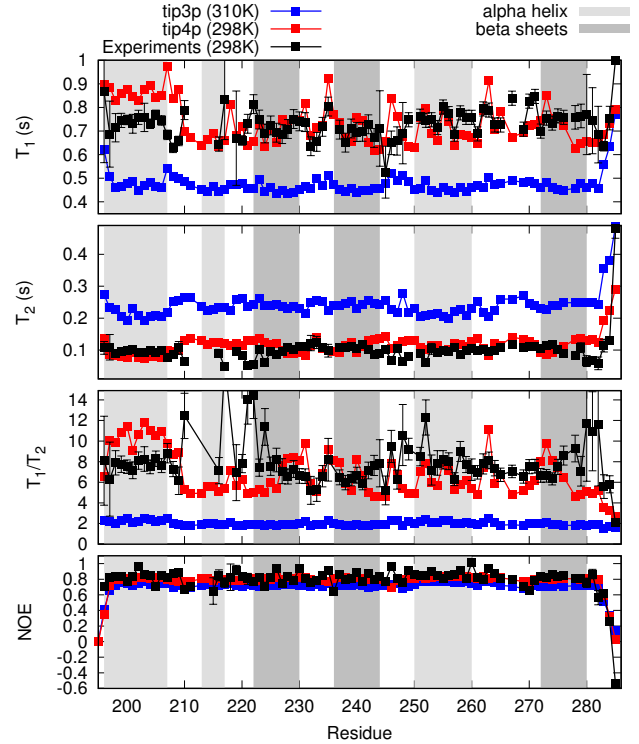 tip3p (310K)
tip4p (298K)
Experiments (298K)
alpha helix
beta sheets
T1 (s)
1
0.9
0.8
0.7
0.6
0.5
0.4
T2 (s)
0.4
0.3
0.2
0.1
T1/T2
14
12
10
8
6
4
2
0
NOE
0.8
0.6
0.4
0.2
0
-0.2
-0.4
-0.6
200 210 220 230 240 250 260 270 280
Residue